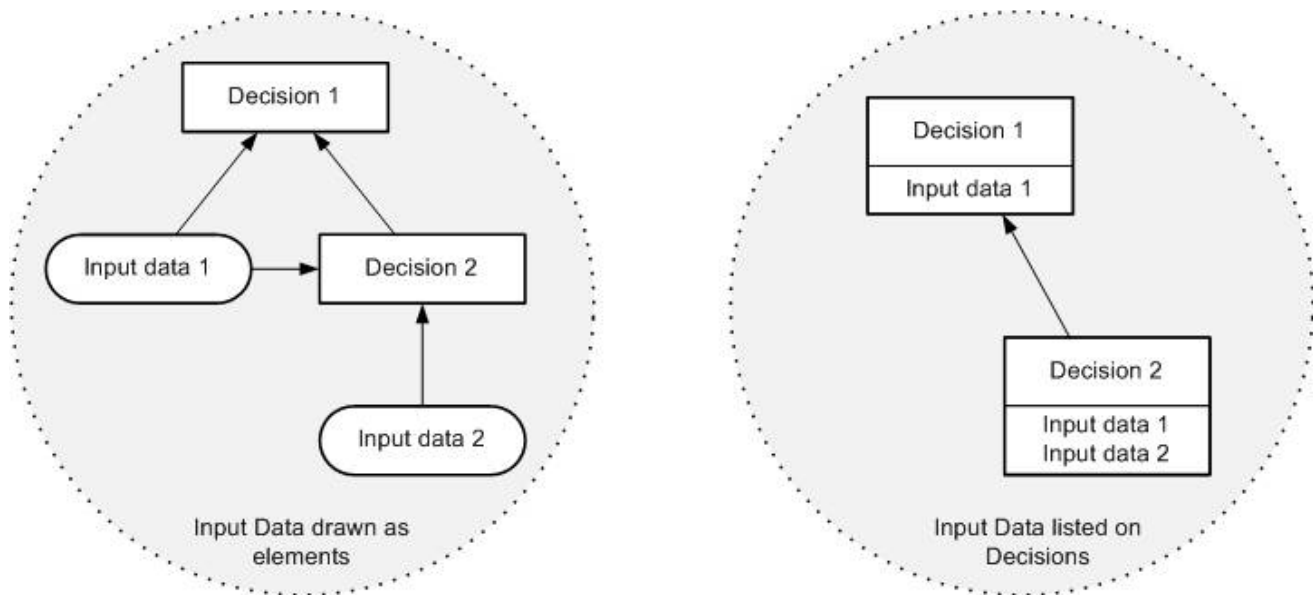 Decision 1
Input data 1
Decision 2
Input data 2
Input Data drawn as
elements
Decision 1
Input data 1
Decision 2
Input data 1
Input data 2
Input Data listed on
Decisions